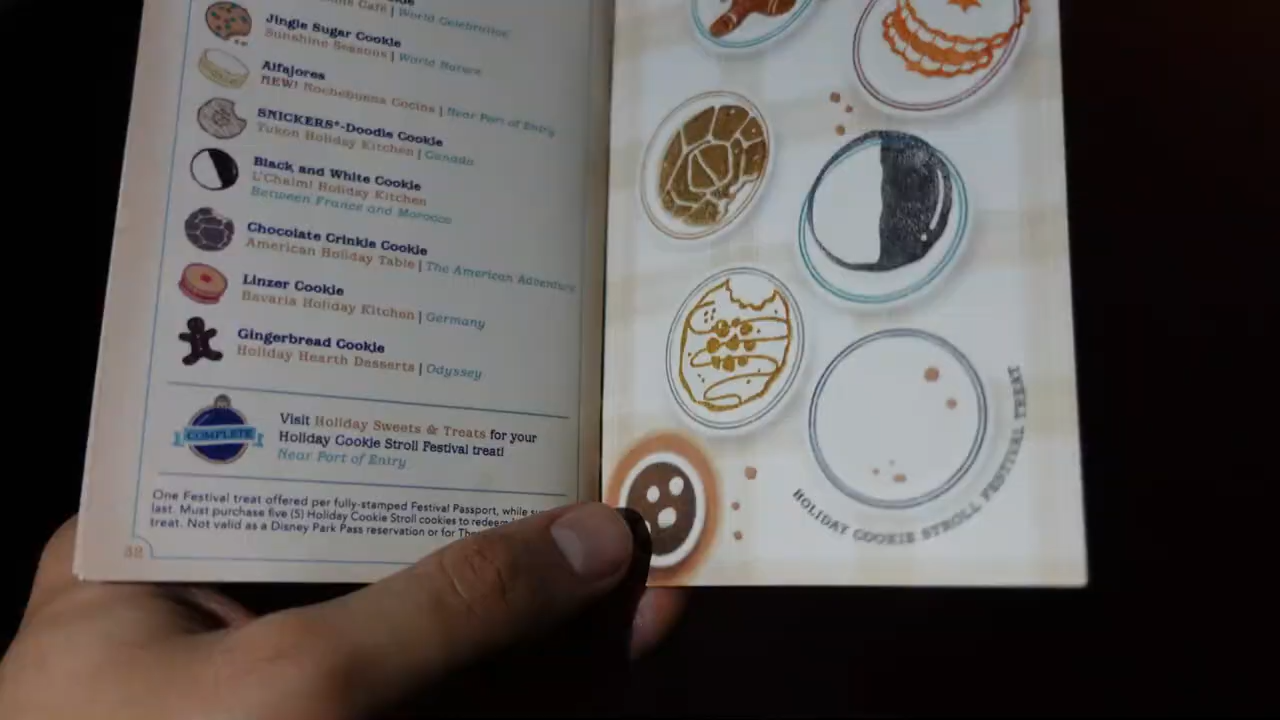 Café | World Celebration
Jingle Sugar Cookie
Sunshine Seasons | World Nature
Alfajores
NEW! Nochebuena Cocina | Near Port of Entry
SNICKERS®-Doodle Cookie
Yukon Holiday Kitchen | Canada
Black and White Cookie
L'Chaim! Holiday Kitchen
Between France and Morocco
Chocolate Crinkle Cookie
American Holiday Table | The American Adventure
Linzer Cookie
Bavaria Holiday Kitchen | Germany
Gingerbread Cookie
Holiday Hearth Desserts | Odyssey
COMPLETE
Visit Holiday Sweets & Treats for your
Holiday Cookie Stroll Festival treat!
Near Port of Entry
One Festival treat offered per fully-stamped Festival Passport, while
last. Must purchase five (5) Holiday Cookie Stroll cookies to redeem
treat. Not valid as a Disney Park Pass reservation or for
32
HOLIDAY COOKIE STROLL FESTIVAL TREAT